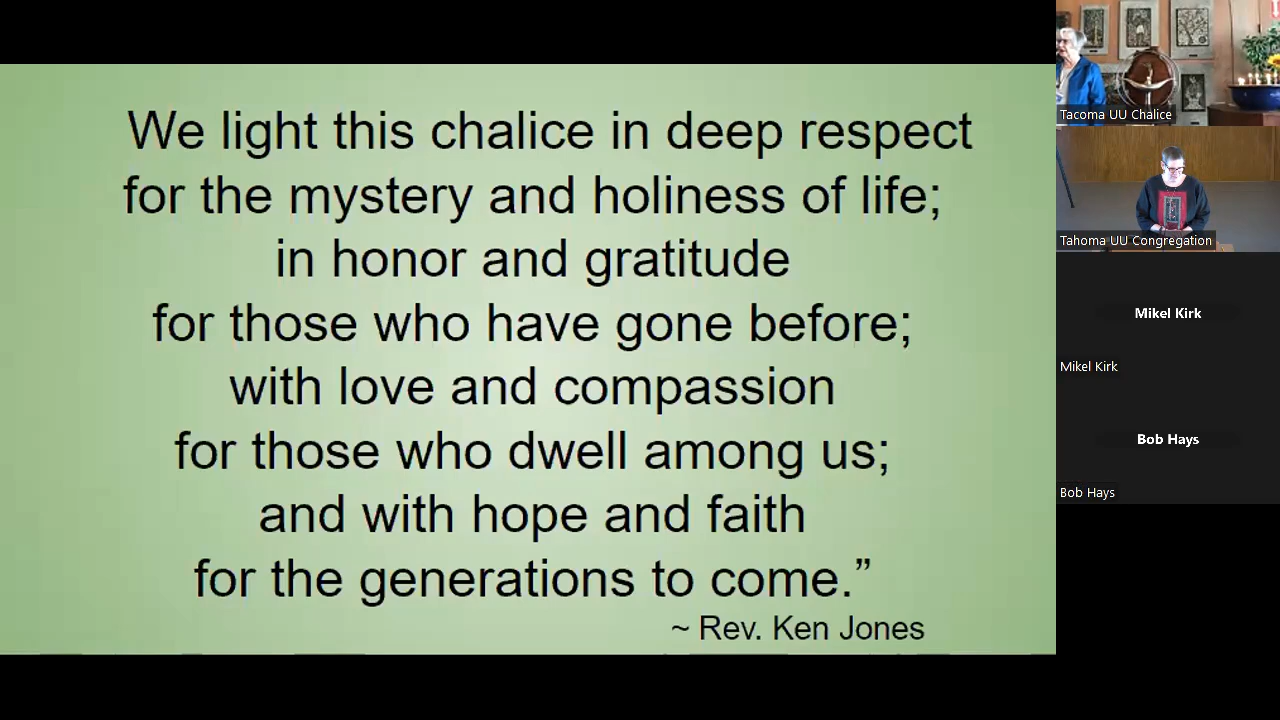 We light this chalice in deep respect
for the mystery and holiness of life;
in honor and gratitude
for those who have gone before;
with love and compassion
for those who dwell among us;
and with hope and faith
for the generations to come.”
~ Rev. Ken Jones
Tacoma UU Chalice
Tahoma UU Congregation
Mikel Kirk
Mikel Kirk
Bob Hays
Bob Hays